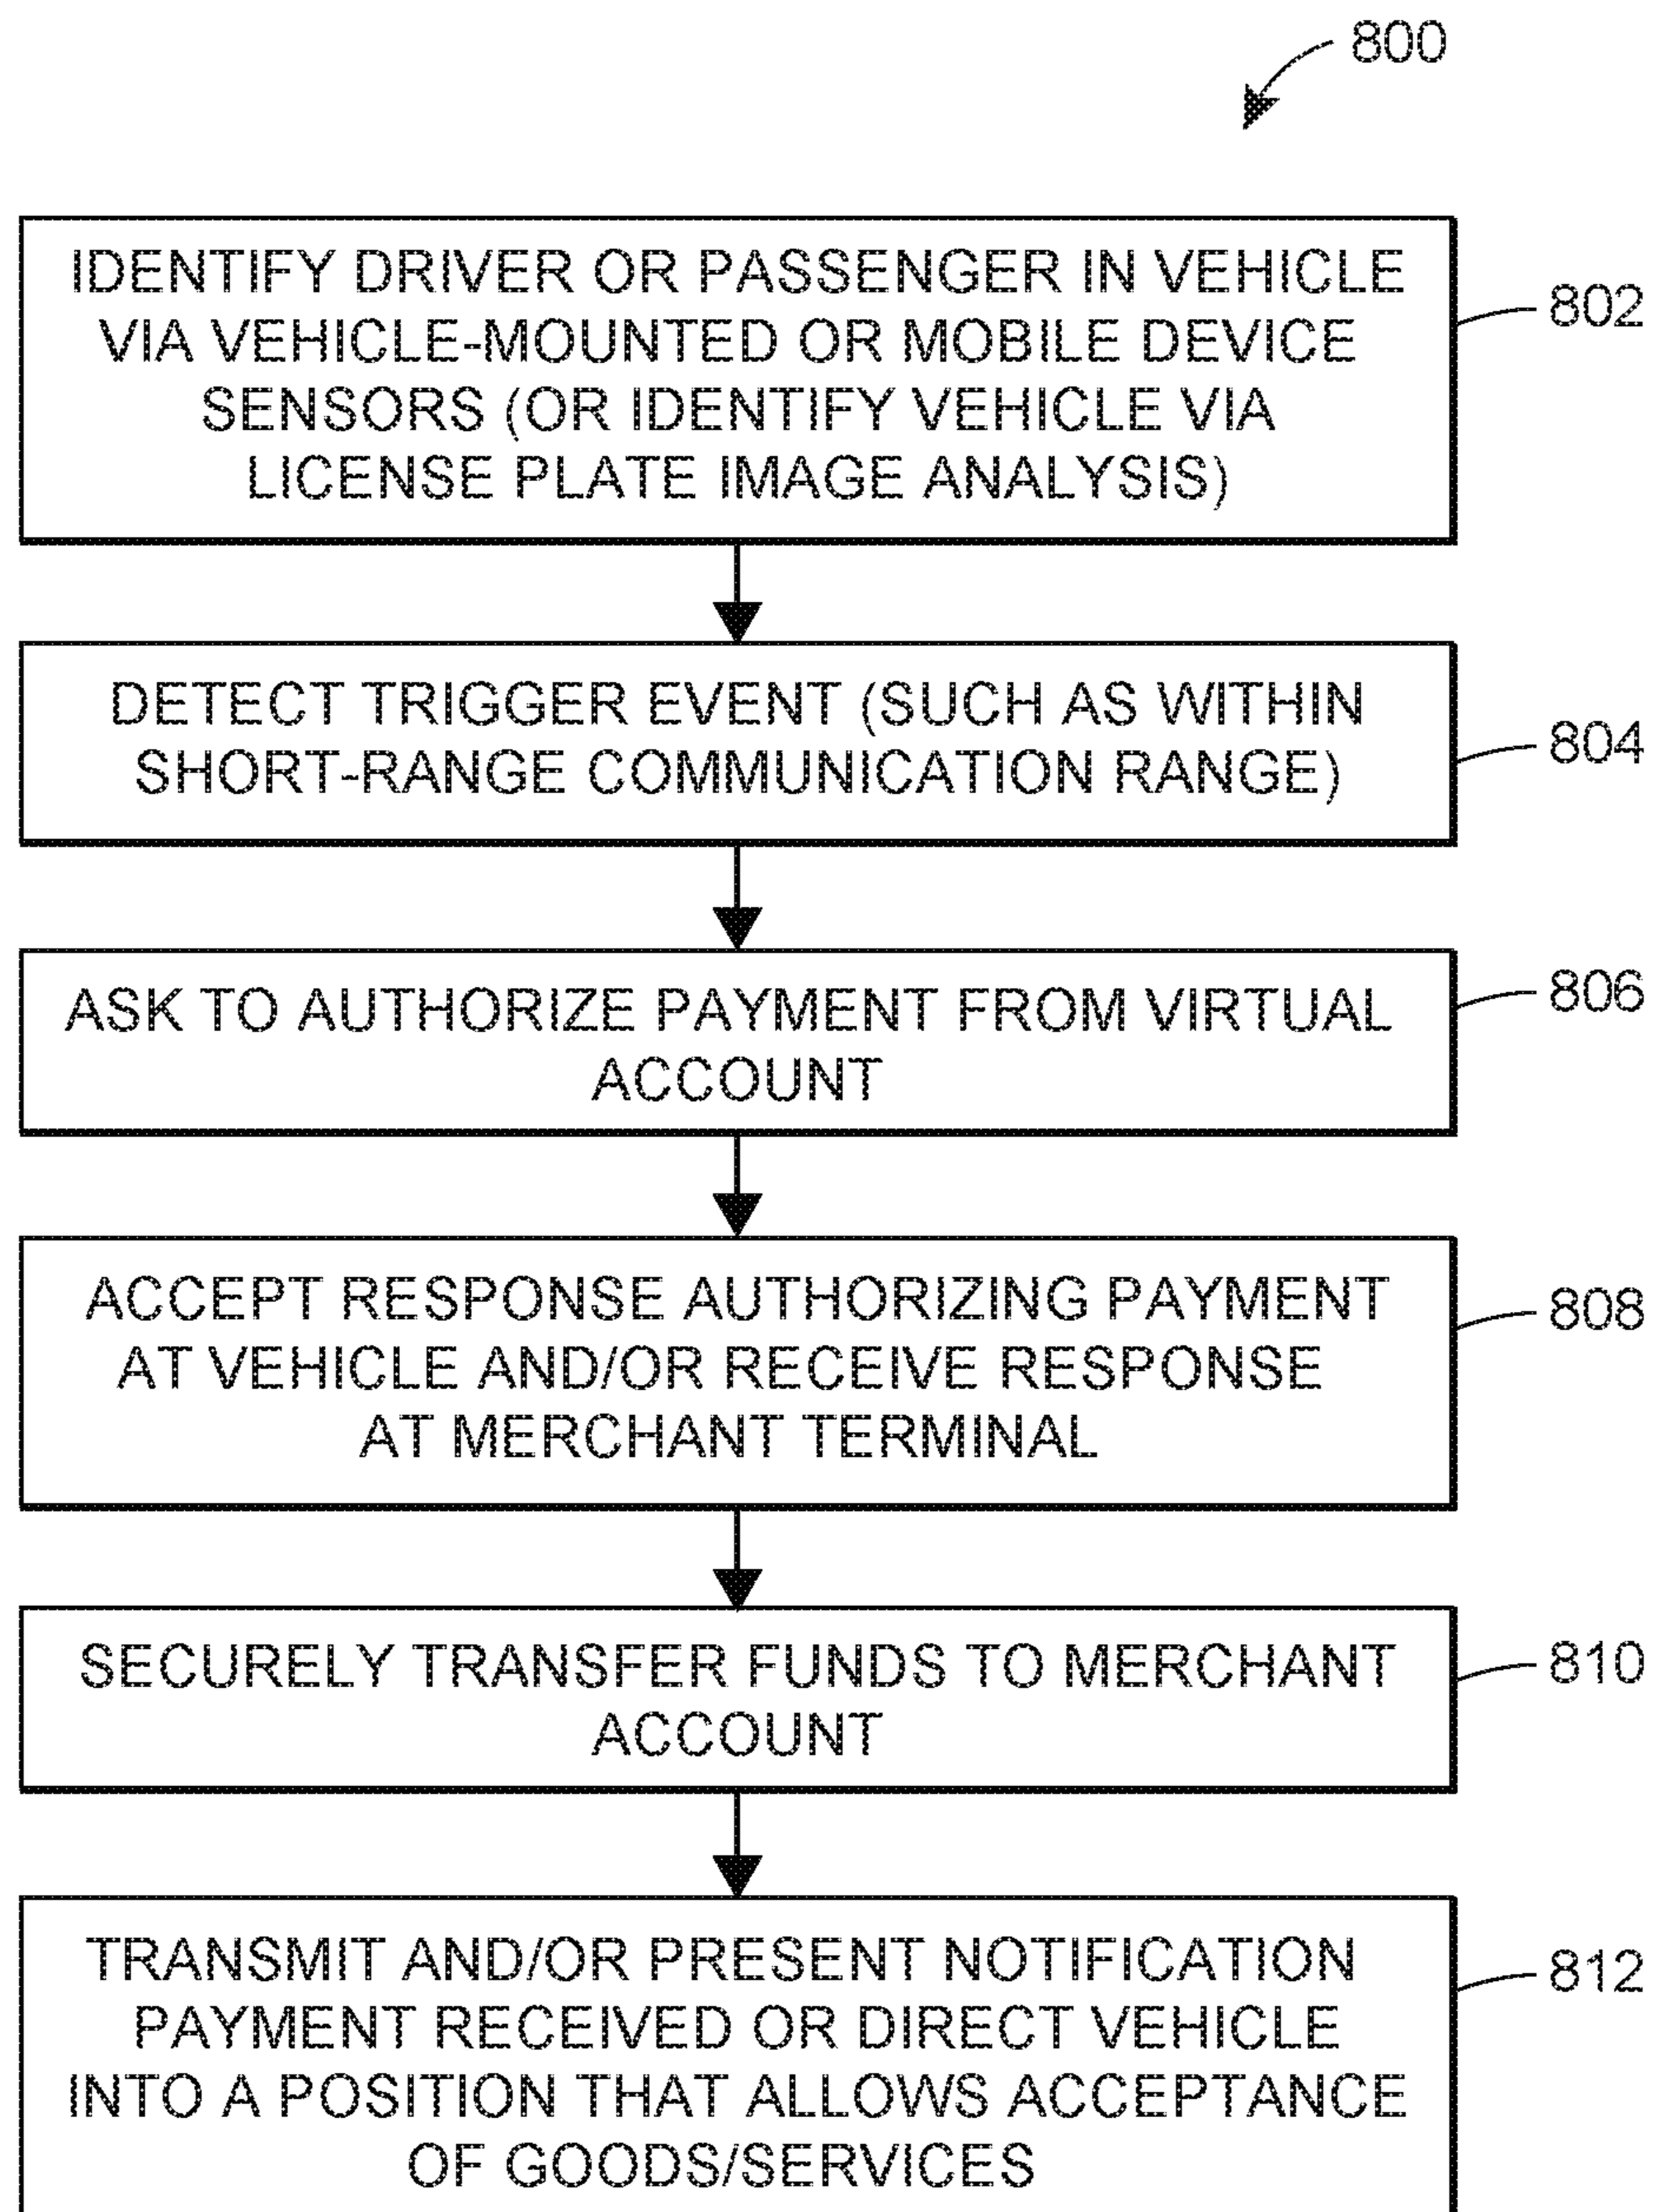 800
IDENTIFY DRIVER OR PASSENGER IN VEHICLE
VIA VEHICLE-MOUNTED OR MOBILE DEVICE
SENSORS (OR IDENTIFY VEHICLE VIA
LICENSE PLATE IMAGE ANALYSIS)
802
DETECT TRIGGER EVENT (SUCH AS WITHIN
SHORT-RANGE COMMUNICATION RANGE)
804
ASK TO AUTHORIZE PAYMENT FROM VIRTUAL
ACCOUNT
806
ACCEPT RESPONSE AUTHORIZING PAYMENT
AT VEHICLE AND/OR RECEIVE RESPONSE
AT MERCHANT TERMINAL
808
SECURELY TRANSFER FUNDS TO MERCHANT
ACCOUNT
810
TRANSMIT AND/OR PRESENT NOTIFICATION
PAYMENT RECEIVED OR DIRECT VEHICLE
INTO A POSITION THAT ALLOWS ACCEPTANCE
OF GOODS/SERVICES
812